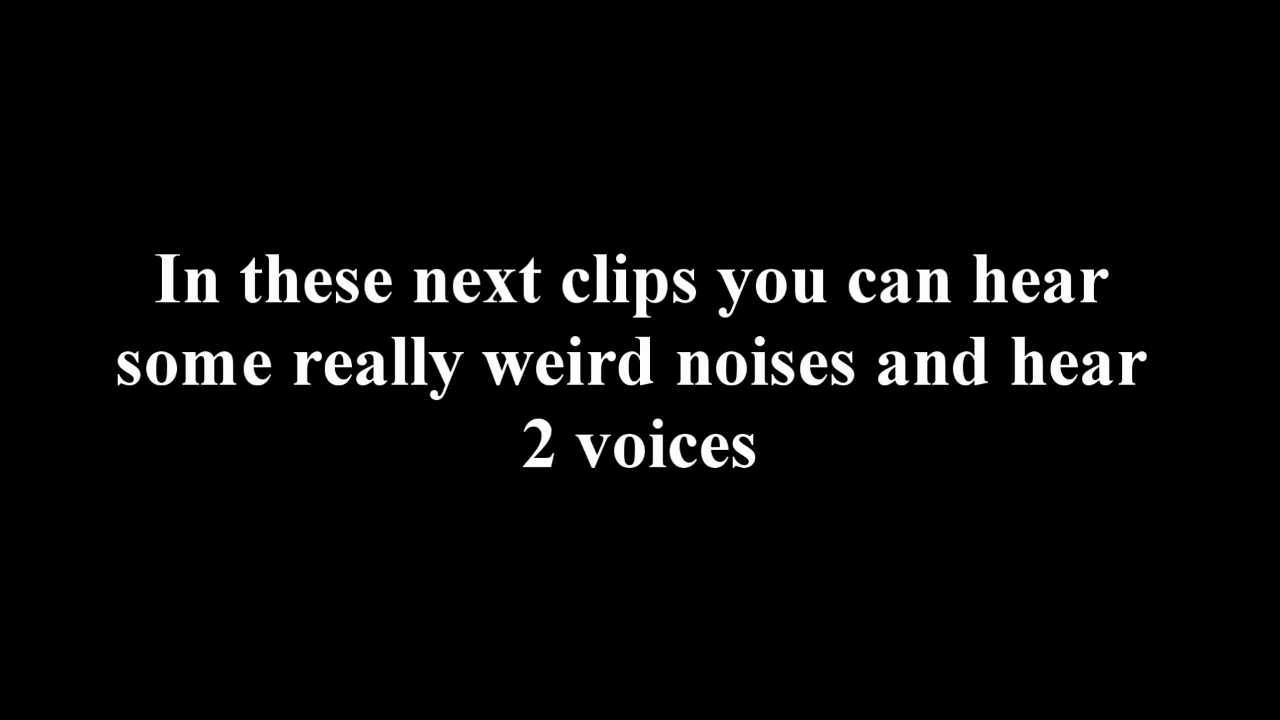 In these next clips you can hear
some really weird noises and hear
2 voices